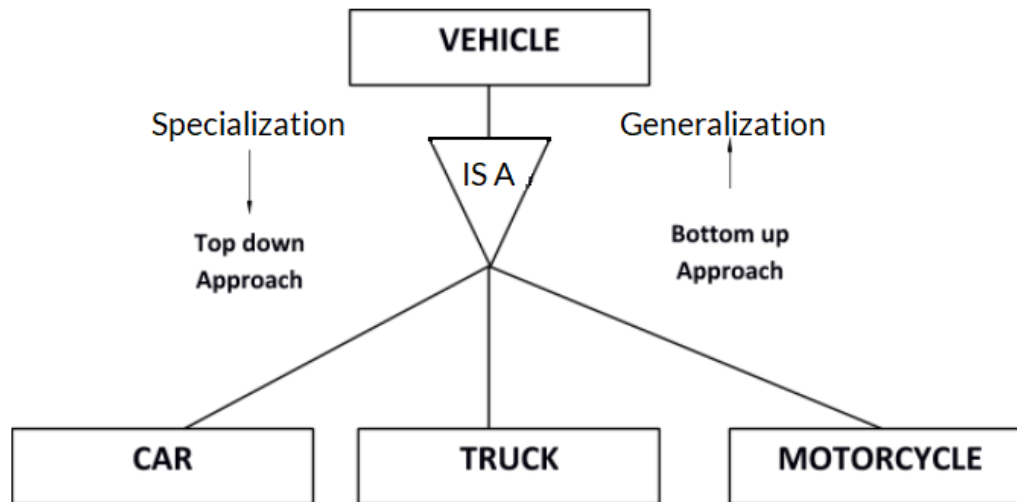 VEHICLE
Specialization
Generalization
IS A
Top down
Approach
Bottom up
Approach
CAR
TRUCK
MOTORCYCLE